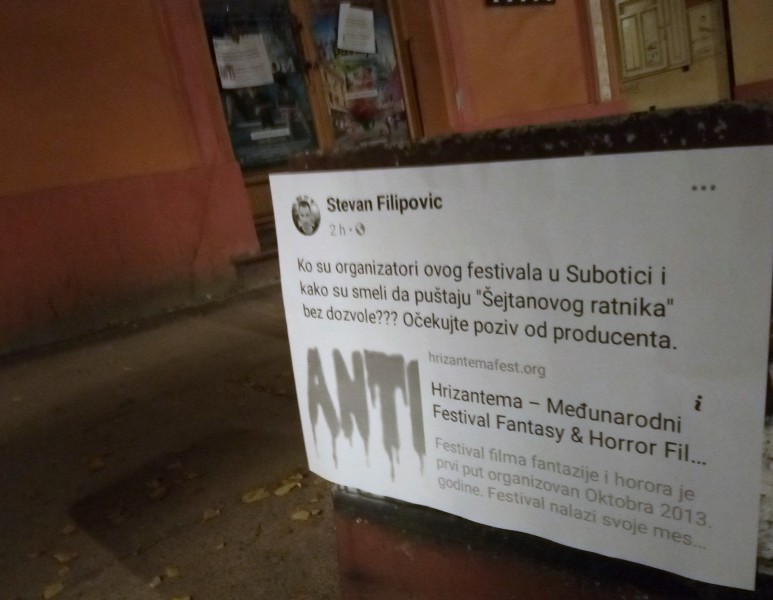 Stevan Filipovic
2 h
Ko su organizatori ovog festivala u Subotici i
kako su smeli da puštaju "Šejtanovog ratnika"
bez dozvole??? Očekujte poziv od producenta.
ANTI
hrizantemafest.org
Hrizantema – Međunarodni
Festival Fantasy & Horror Fil...
Festival filma fantazije i horora je
prvi put organizovan Oktobra 2013.
godine. Festival nalazi svoje mes...